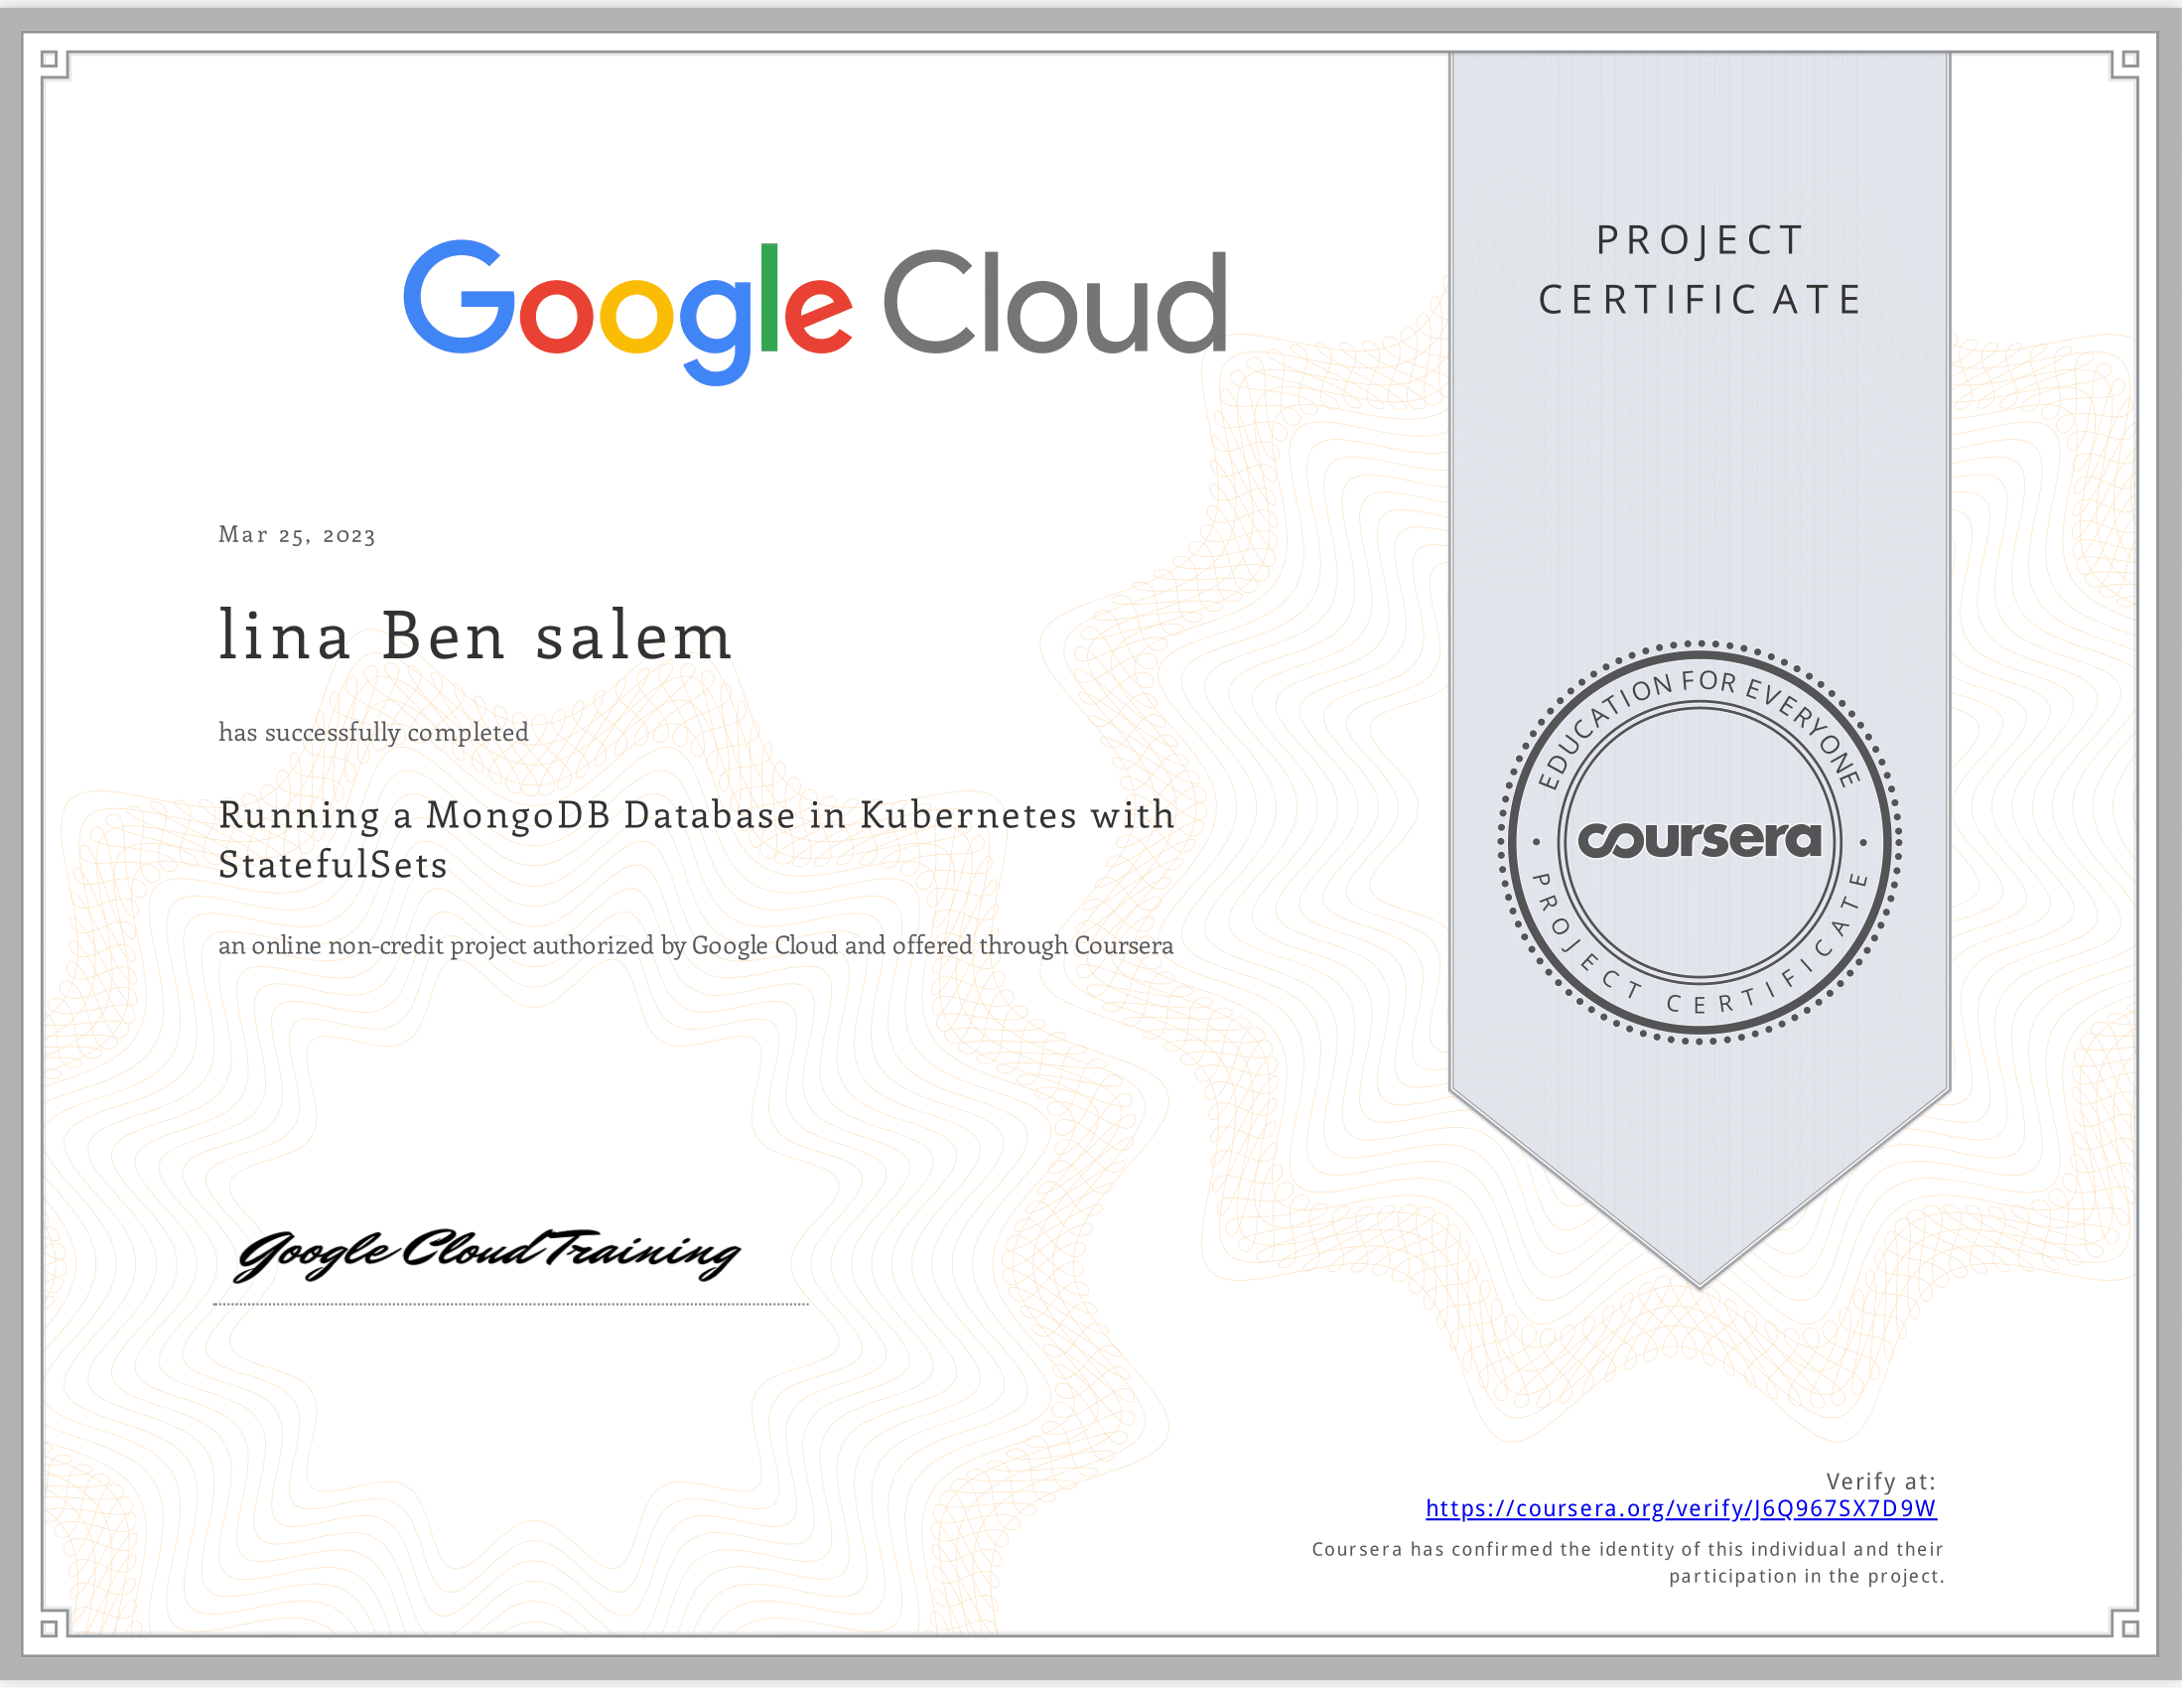 Google Cloud
PROJECT
CERTIFICATE
Mar 25, 2023
lina Ben salem
has successfully completed
Running a MongoDB Database in Kubernetes with
StatefulSets
an online non-credit project authorized by Google Cloud and offered through Coursera
EDUCATION FOR EVERYONE
coursera
PROJECT CERTIFICATE
Google Cloud Training
Verify at:
https://coursera.org/verify/J6Q967SX7D9W
Coursera has confirmed the identity of this individual and their
participation in the project.